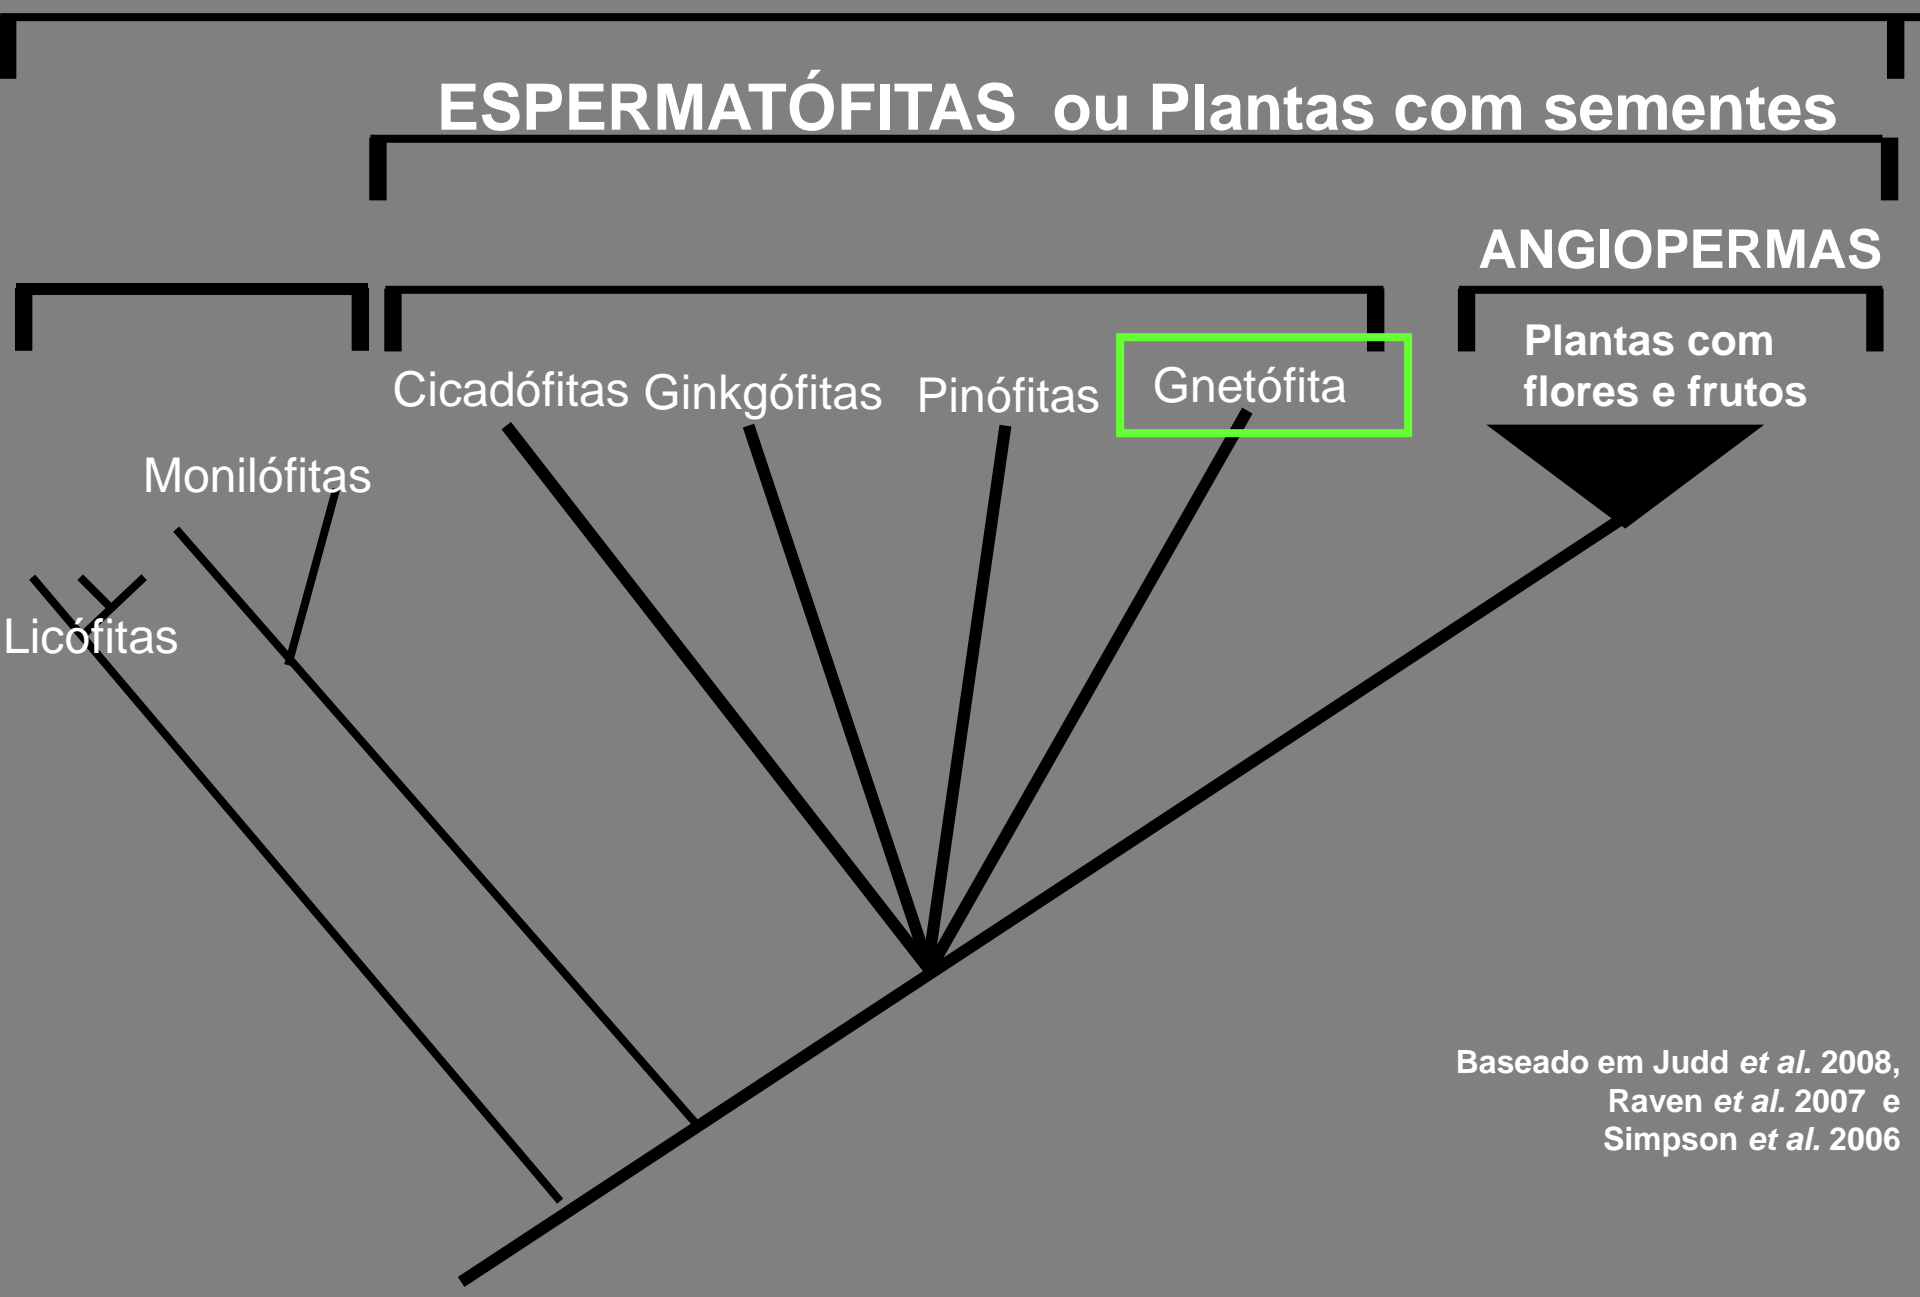 ESPERMATÓFITAS ou Plantas com sementes
ANGIOPERMAS
Plantas com
flores e frutos
Cicadófitas
Ginkgófitas
Pinófitas
Gnetófita
Monilófitas
Licófitas
Baseado em Judd et al. 2008,
Raven et al. 2007 e
Simpson et al. 2006